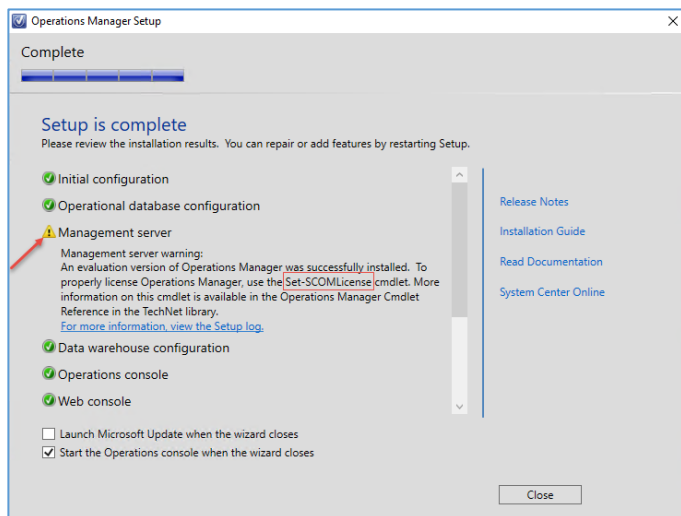 Operations Manager Setup
Complete
Setup is complete
Please review the installation results. You can repair or add features by restarting Setup.
Initial configuration
Operational database configuration
Management server
Management server warning:
An evaluation version of Operations Manager was successfully installed. To
properly license Operations Manager, use the Set-SCOMLicense cmdlet. More
information on this cmdlet is available in the Operations Manager Cmdlet
Reference in the TechNet library.
For more information, view the Setup log.
Data warehouse configuration
Operations console
Web console
Release Notes
Installation Guide
Read Documentation
System Center Online
Launch Microsoft Update when the wizard closes
Start the Operations console when the wizard closes
Close